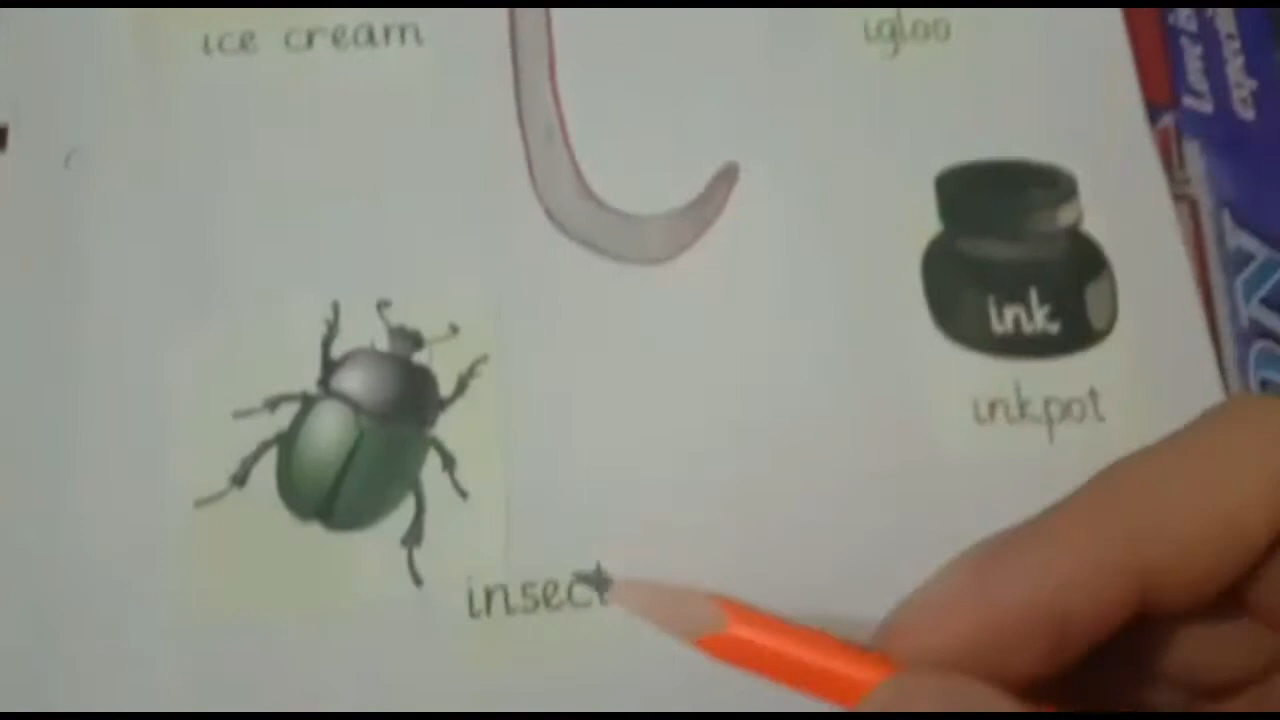 ice cream
igloo
ink
inkpot
insect